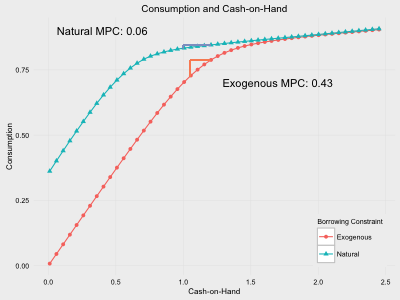 Consumption and Cash-on-Hand
Natural MPC: 0.06
Exogenous MPC: 0.43
Consumption
0.75
0.50
0.25
0.00
0.0 0.5 1.0 1.5 2.0 2.5
Cash-on-Hand
Borrowing Constraint
Exogenous
Natural